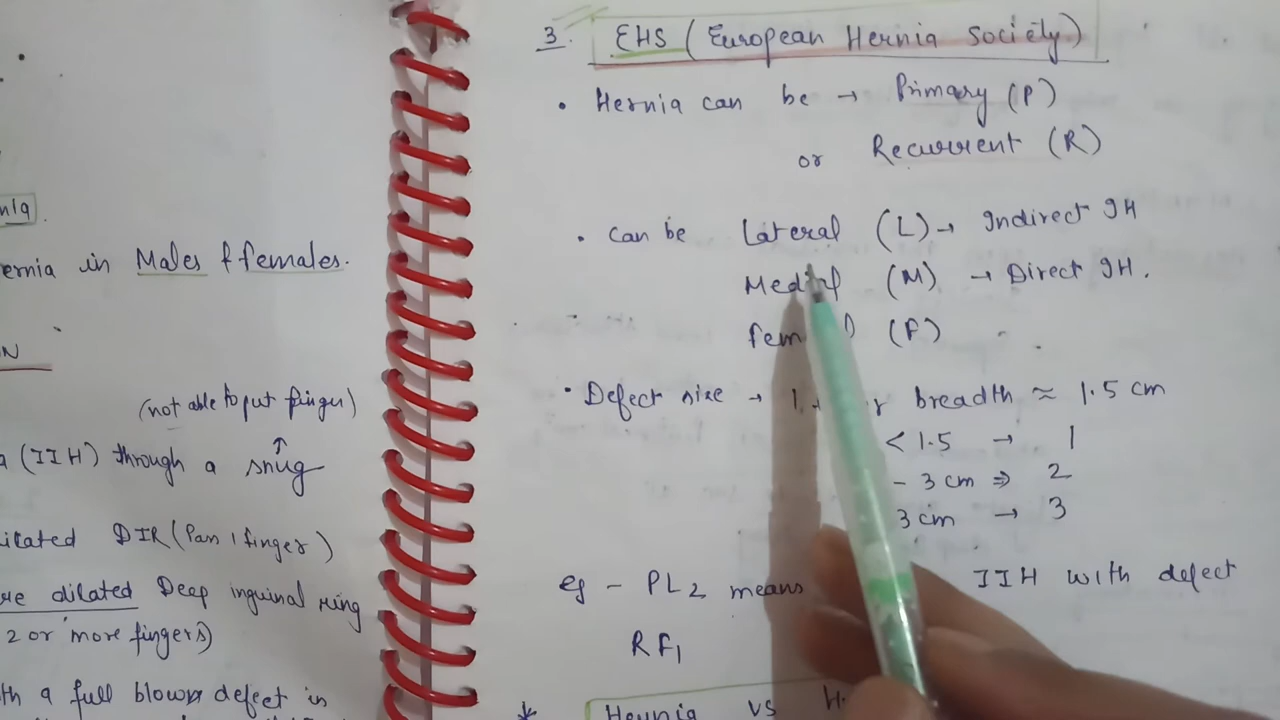 nia.
ernia in Males & females.
N
(not able to put finger)
a (IIH) through a snug
ilated DIR (Pan 1 finger)
re dilated Deep inguinal ring
2 or more fingers)
th a full blown defect in
3. EHS (European Hernia Society)
• Hernia can be → Primary (P)
or Recurrent (R)
• Can be Lateral (L) → Indirect IH
Medial (M) → Direct IH.
(F)
• Defect size → 1 breadth ≈ 1.5 cm
< 1.5 → 1
- 3 cm ⇒ 2
3 cm → 3
eg - PL2 means IIH with defect
RF1
* Hernia vs H